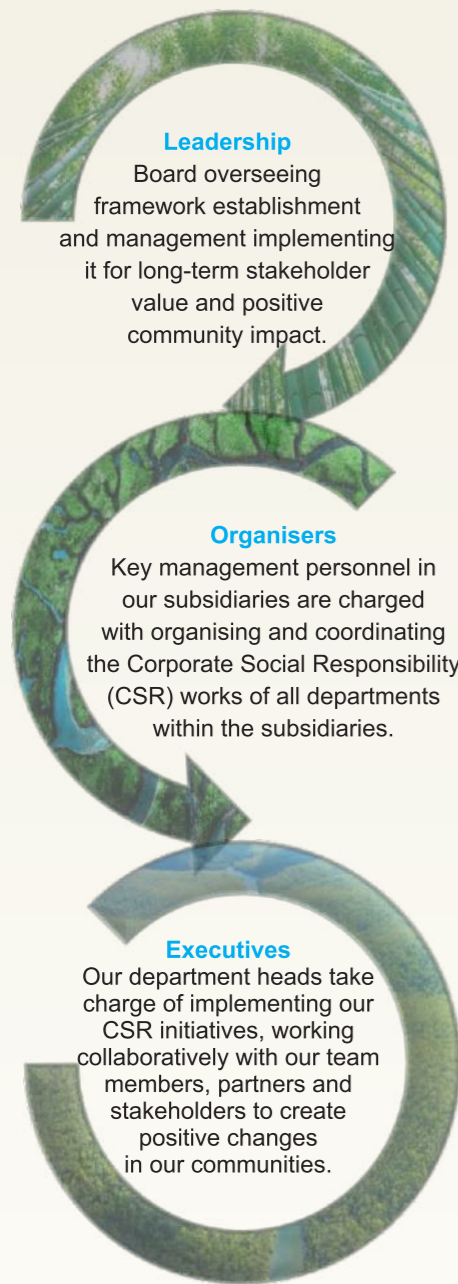 Leadership
Board overseeing
framework establishment
and management implementing
it for long-term stakeholder
value and positive
community impact.
Organisers
Key management personnel in
our subsidiaries are charged
with organising and coordinating
the Corporate Social Responsibility
(CSR) works of all departments
within the subsidiaries.
Executives
Our department heads take
charge of implementing our
CSR initiatives, working
collaboratively with our team
members, partners and
stakeholders to create
positive changes
in our communities.